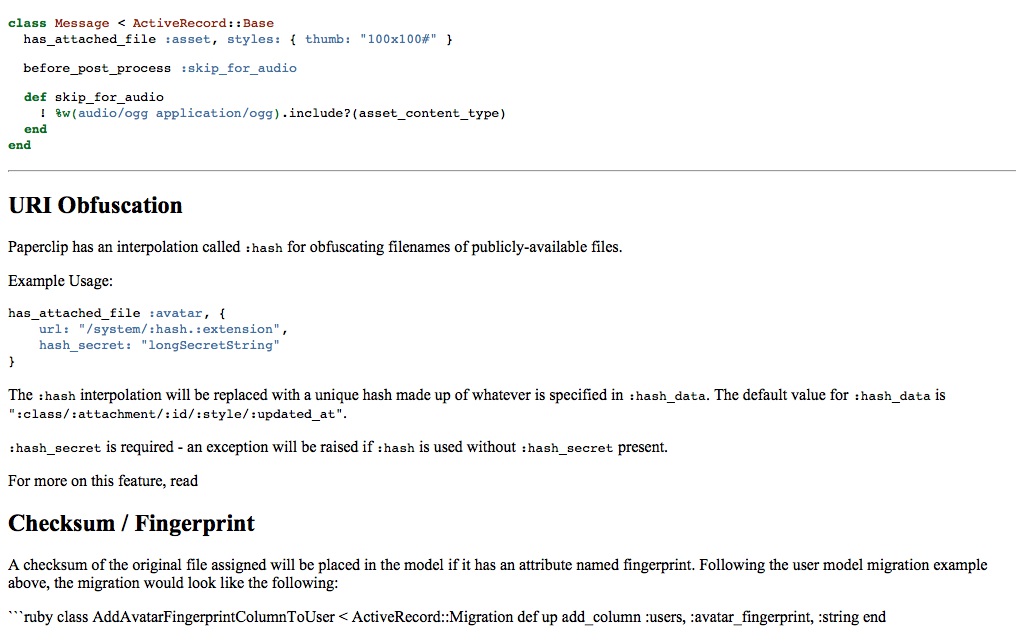 class Message < ActiveRecord::Base
  has_attached_file :asset, styles: { thumb: "100x100#" }
  before_post_process :skip_for_audio
  def skip_for_audio
    ! %w(audio/ogg application/ogg).include?(asset_content_type)
  end
end
URI Obfuscation
Paperclip has an interpolation called :hash for obfuscating filenames of publicly-available files.
Example Usage:
has_attached_file :avatar, {
    url: "/system/:hash.:extension",
    hash_secret: "longSecretString"
}
The :hash interpolation will be replaced with a unique hash made up of whatever is specified in :hash_data. The default value for :hash_data is
":class/:attachment/:id/:style/:updated_at".
:hash_secret is required - an exception will be raised if :hash is used without :hash_secret present.
For more on this feature, read
Checksum / Fingerprint
A checksum of the original file assigned will be placed in the model if it has an attribute named fingerprint. Following the user model migration example
above, the migration would look like the following:
```ruby class AddAvatarFingerprintColumnToUser < ActiveRecord::Migration def up add_column :users, :avatar_fingerprint, :string end